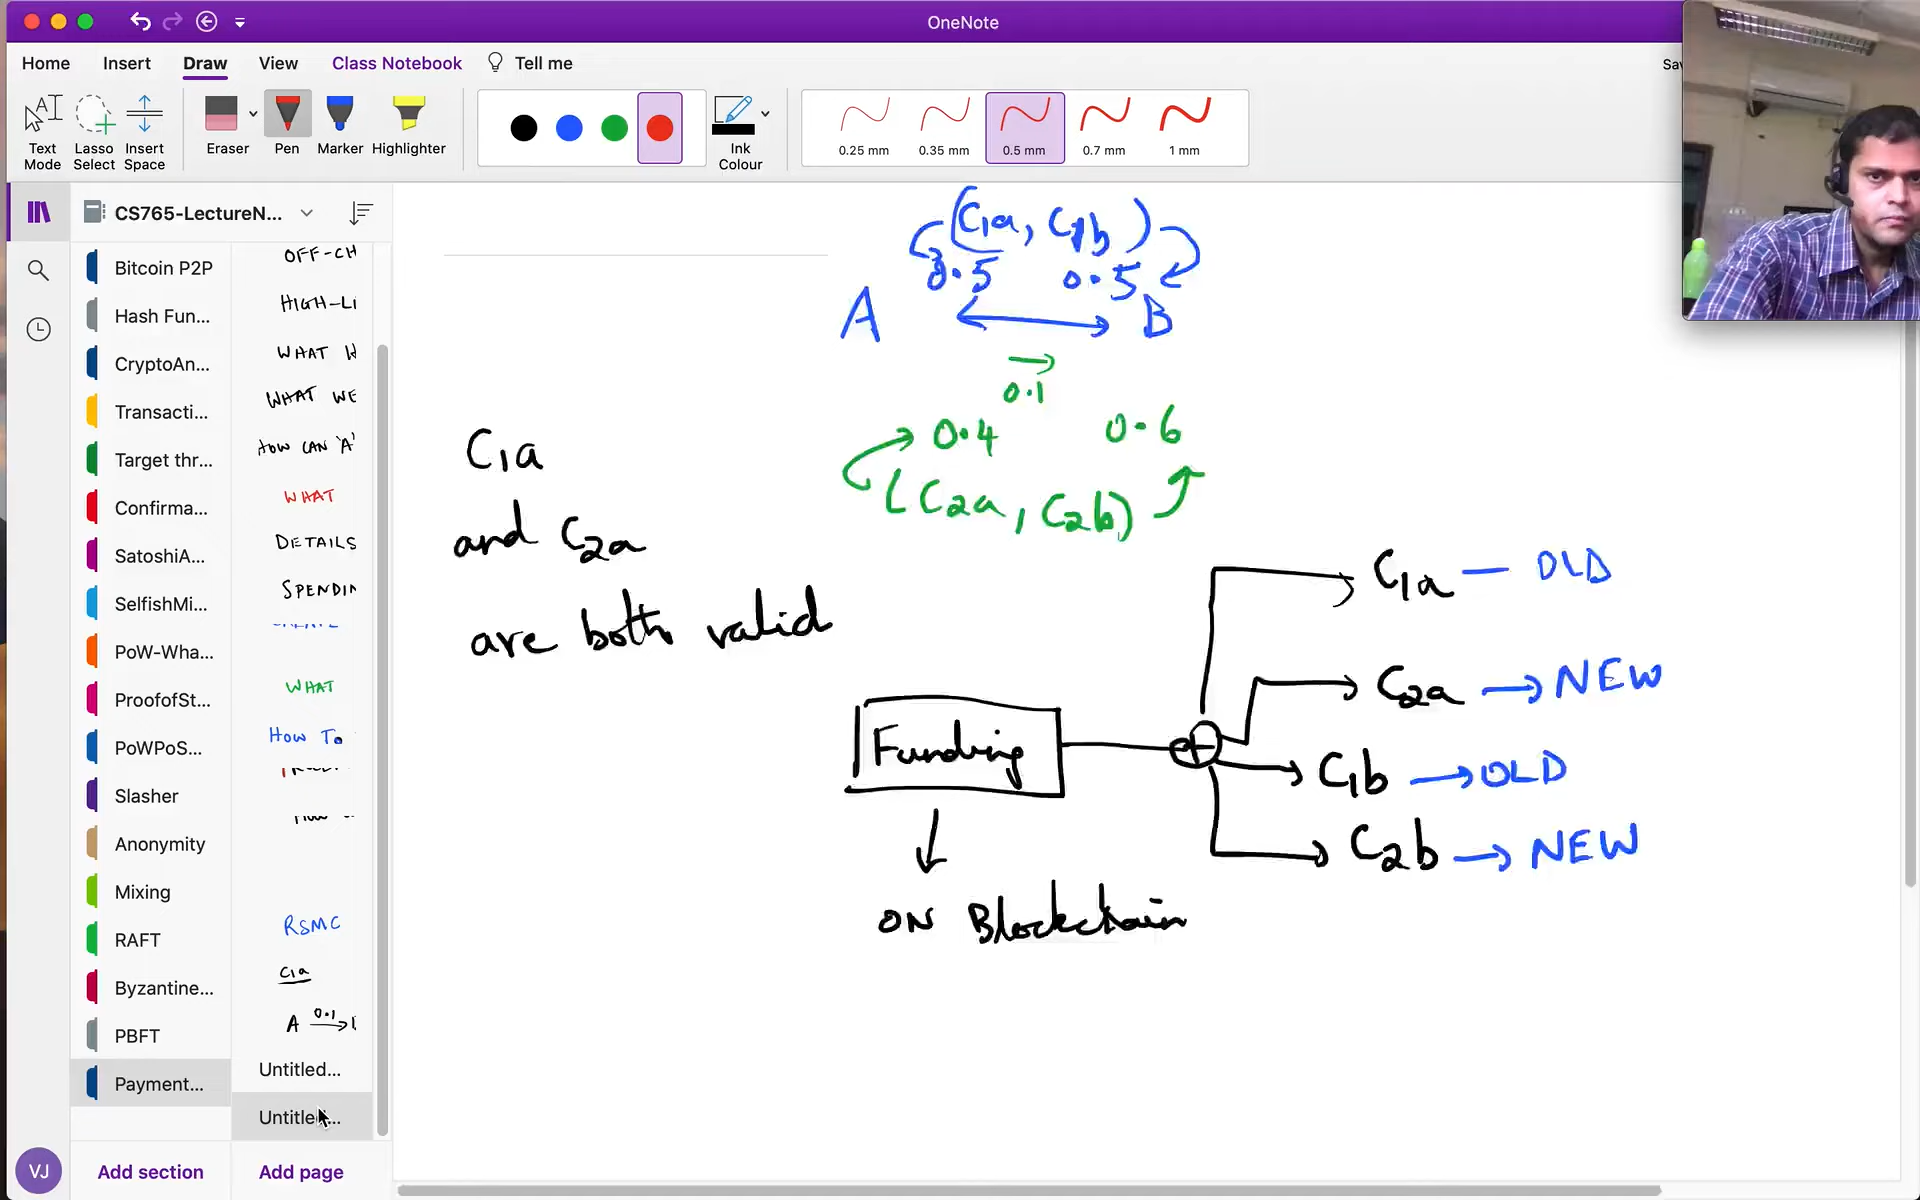 OneNote
Home Insert Draw View Class Notebook Tell me
Text Mode
Lasso Select
Insert Space
Eraser
Pen
Marker
Highlighter
Ink Colour
0.25 mm
0.35 mm
0.5 mm
0.7 mm
1 mm
CS765-LectureN...
Bitcoin P2P
Hash Fun...
CryptoAn...
Transacti...
Target thr...
Confirma...
SatoshiA...
SelfishMi...
PoW-Wha...
ProofofSt...
PoWPoS...
Slasher
Anonymity
Mixing
RAFT
Byzantine...
PBFT
Payment...
Add section
OFF-CH
HIGH-LI
WHAT
WHAT WE
HOW CAN 'A'
WHAT
DETAILS
SPENDIN
WHAT
HOW TO
RSMC
C1a
A 0.1
Untitled...
Untitle...
Add page
VJ
(C1a, C1b)
0.5 0.5
A B
0.1
0.4 0.6
(C2a, C2b)
C1a
and C2a
are both valid
Funding
ON Blockchain
C1a — OLD
C2a → NEW
C1b → OLD
C2b → NEW